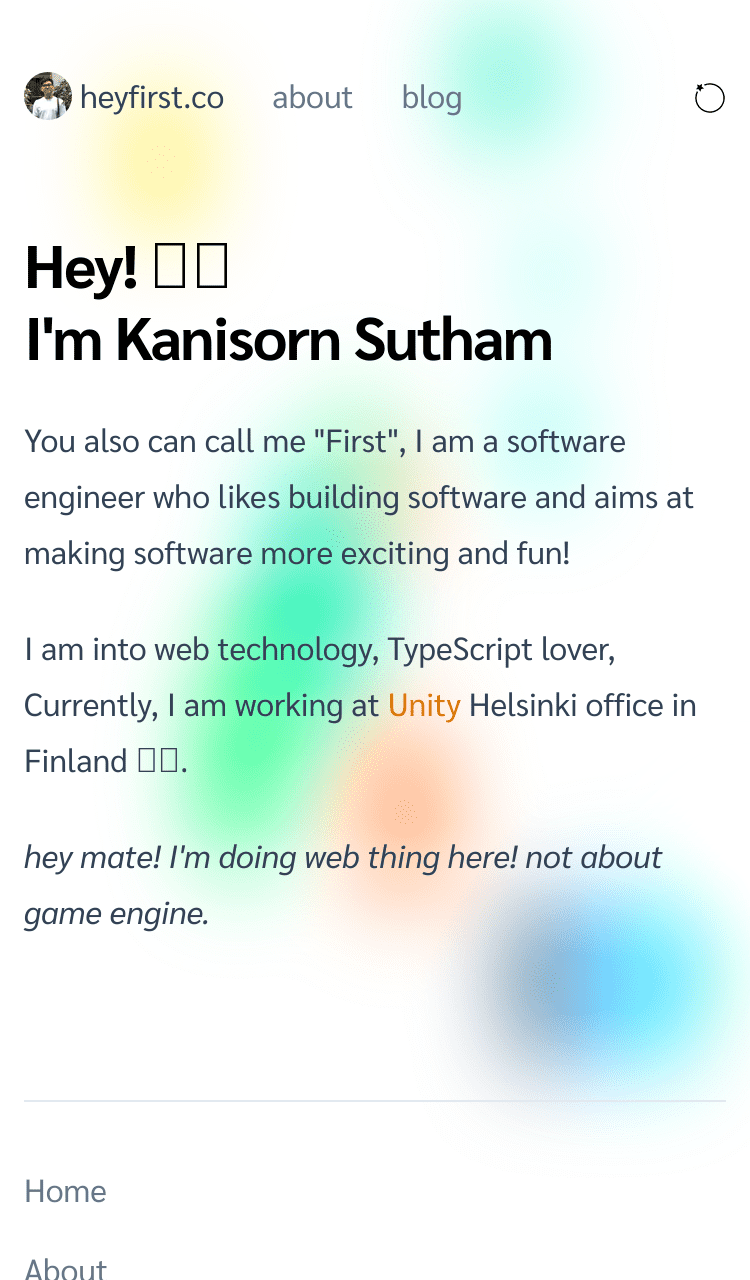 heyfirst.co about blog
Hey!
I'm Kanisorn Sutham
You also can call me "First", I am a software
engineer who likes building software and aims at
making software more exciting and fun!
I am into web technology, TypeScript lover,
Currently, I am working at Unity Helsinki office in
Finland .
hey mate! I'm doing web thing here! not about
game engine.
Home
About